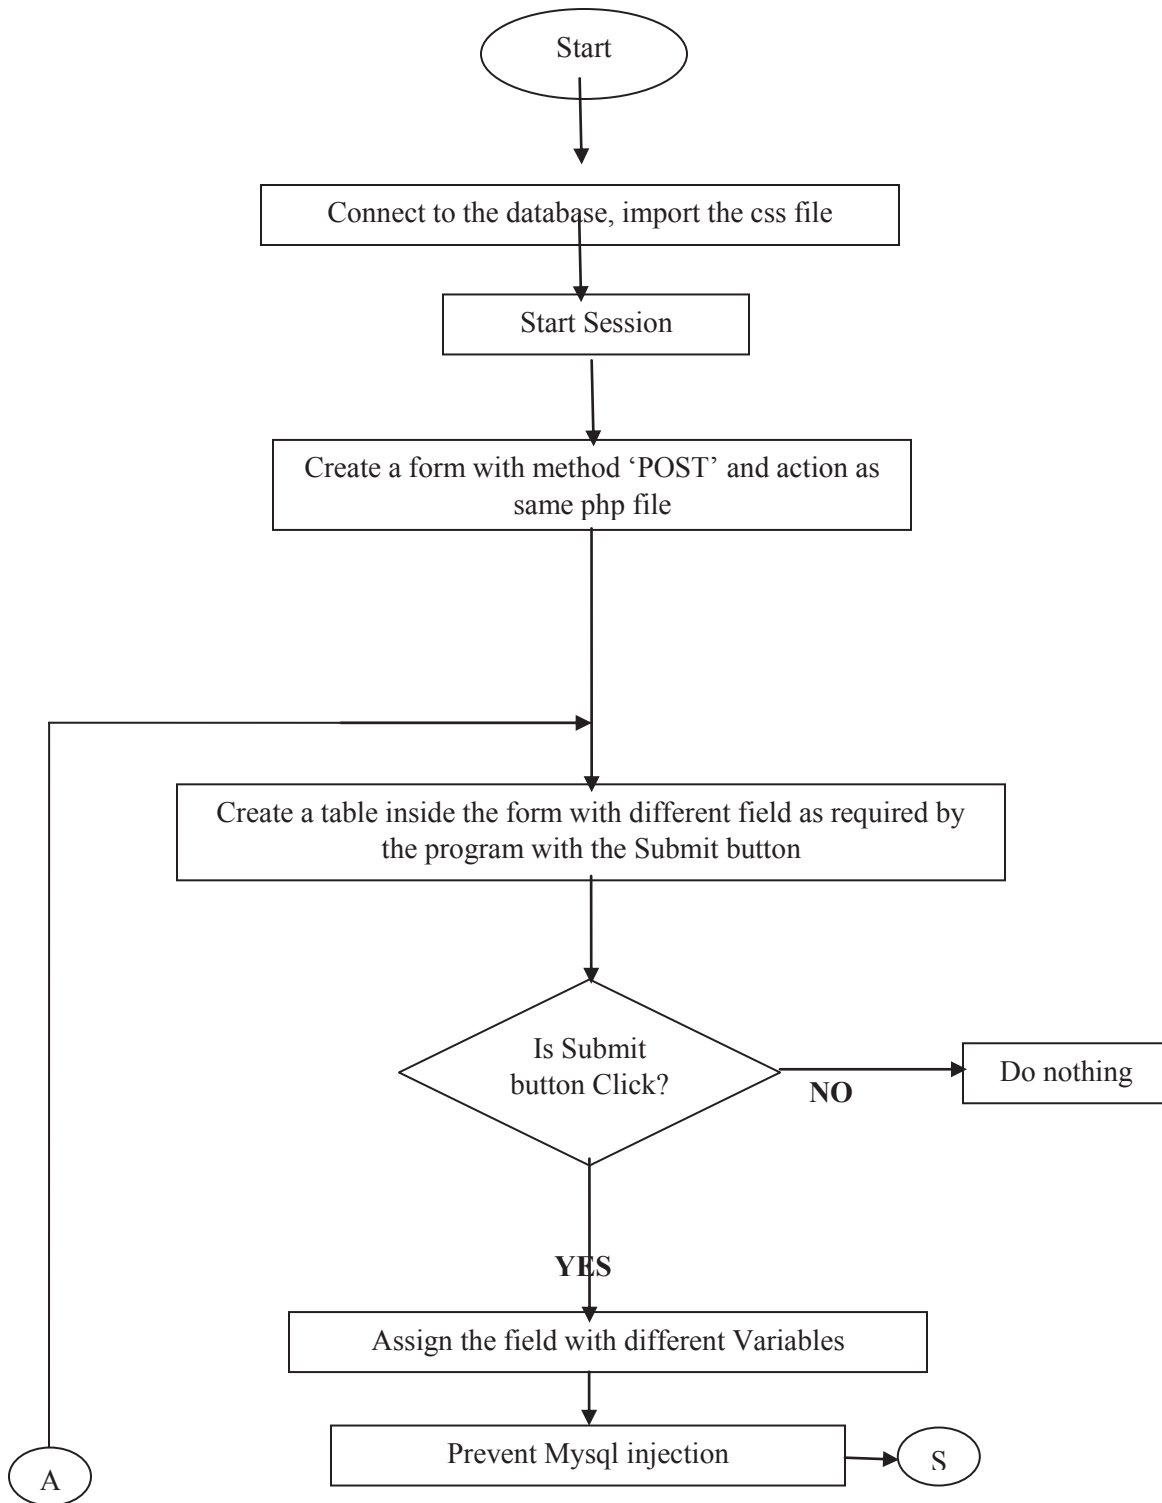 Start
Connect to the database, import the css file
Start Session
Create a form with method ‘POST’ and action as
same php file
Create a table inside the form with different field as required by
the program with the Submit button
Is Submit
button Click?
NO
Do nothing
YES
Assign the field with different Variables
Prevent Mysql injection
S
A